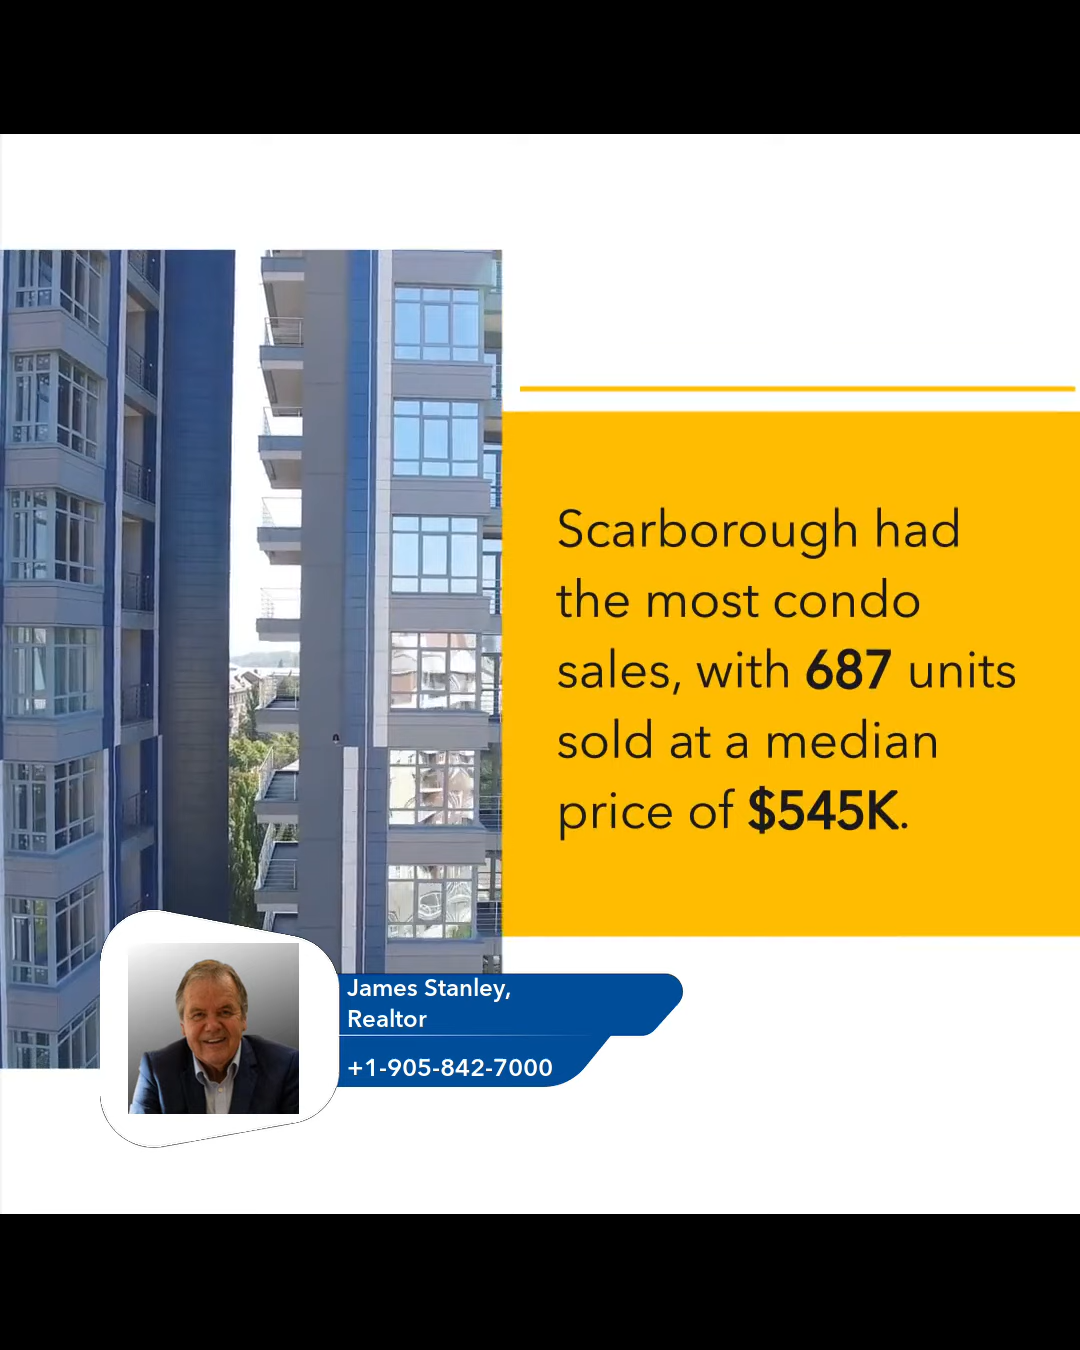 Scarborough had
the most condo
sales, with 687 units
sold at a median
price of $545K.
James Stanley,
Realtor
+1-905-842-7000